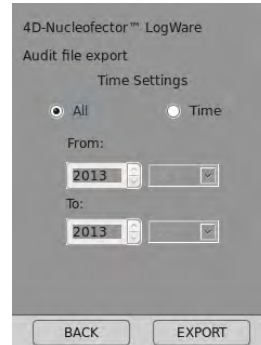 4D-Nucleofector™ LogWare
Audit file export
Time Settings
All Time
From:
2013
To:
2013
BACK EXPORT